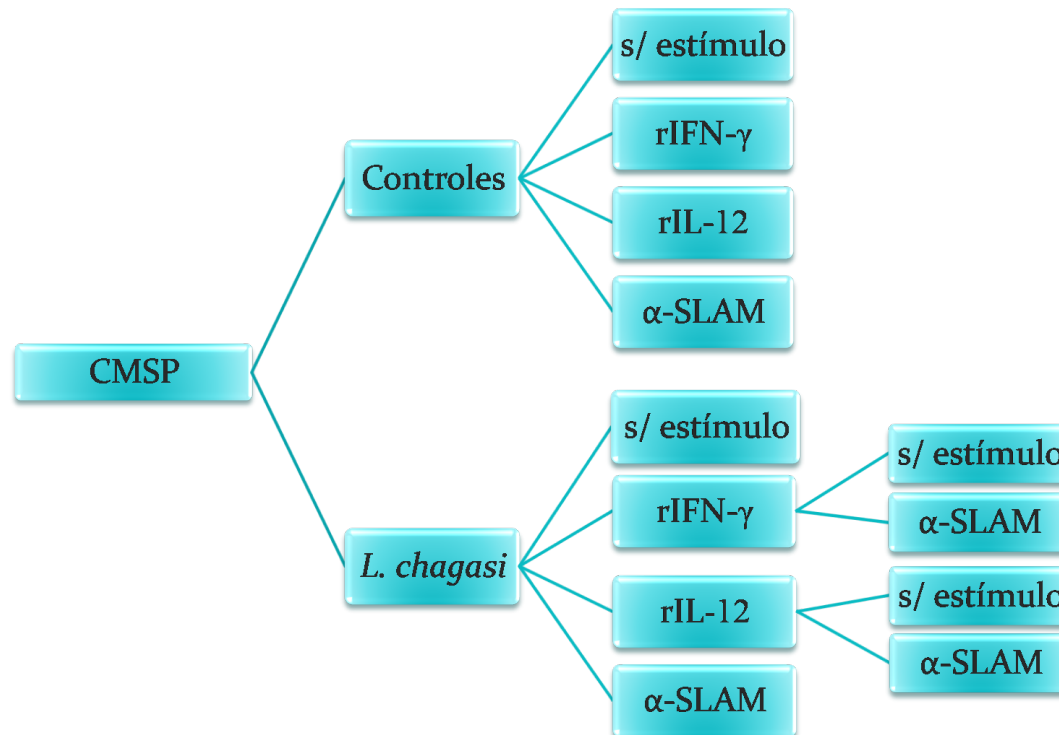 CMSP
Controles
s/ estímulo
rIFN-γ
rIL-12
α-SLAM
L. chagasi
s/ estímulo
rIFN-γ
s/ estímulo
α-SLAM
rIL-12
s/ estímulo
α-SLAM
α-SLAM